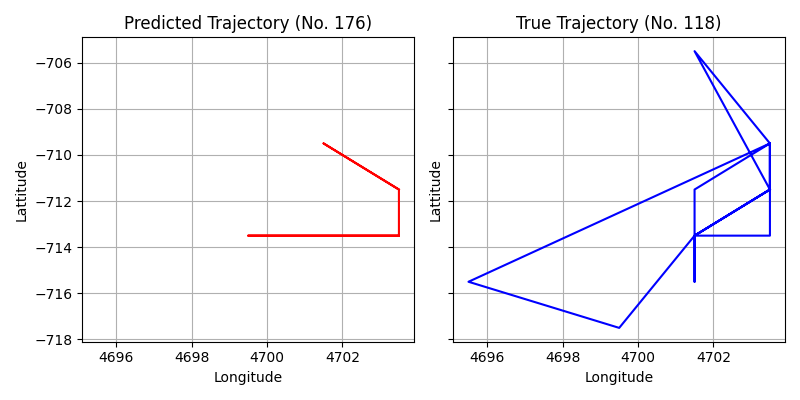 Predicted Trajectory (No. 176)
True Trajectory (No. 118)
−706
−708
−710
−712
−714
−716
−718
Lattitude
Lattitude
4696 4698 4700 4702
4696 4698 4700 4702
Longitude
Longitude